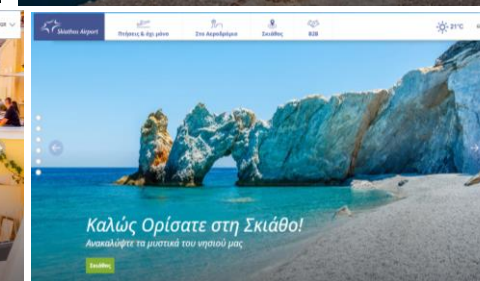 Skiathos Airport
Πτήσεις & όχι μόνο
Στο Αεροδρόμιο
Σκιάθος
B2B
21°C
Καλώς Ορίσατε στη Σκιάθο!
Ανακαλύψτε τα μυστικά του νησιού μας
Σκιάθος